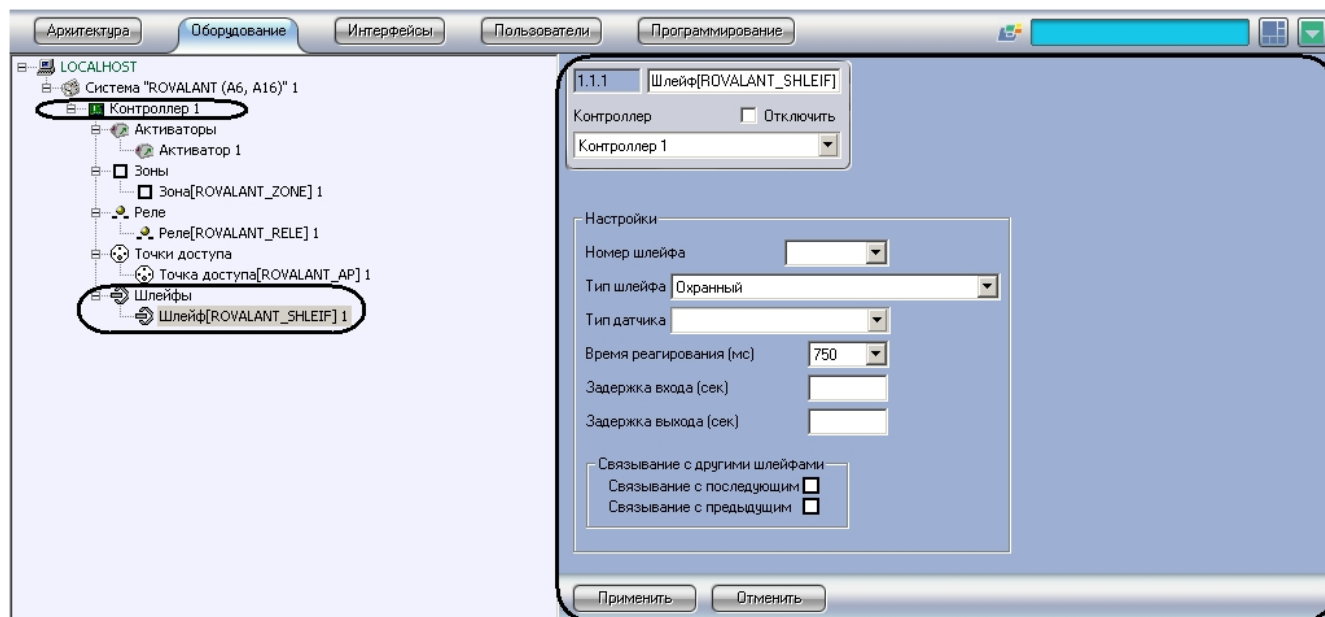 Архитектура Оборудование Интерфейсы Пользователи Программирование
LOCALHOST
Система "ROVALANT (A6, A16)" 1
Контроллер 1
Активаторы
Активатор 1
Зоны
Зона[ROVALANT_ZONE] 1
Реле
Реле[ROVALANT_RELE] 1
Точки доступа
Точка доступа[ROVALANT_AP] 1
Шлейфы
Шлейф[ROVALANT_SHLEIF] 1
1.1.1 Шлейф[ROVALANT_SHLEIF]
Контроллер Отключить
Контроллер 1
Настройки
Номер шлейфа
Тип шлейфа Охранный
Тип датчика
Время реагирования (мс) 750
Задержка входа (сек)
Задержка выхода (сек)
Связывание с другими шлейфами
Связывание с последующим
Связывание с предыдущим
Применить Отменить